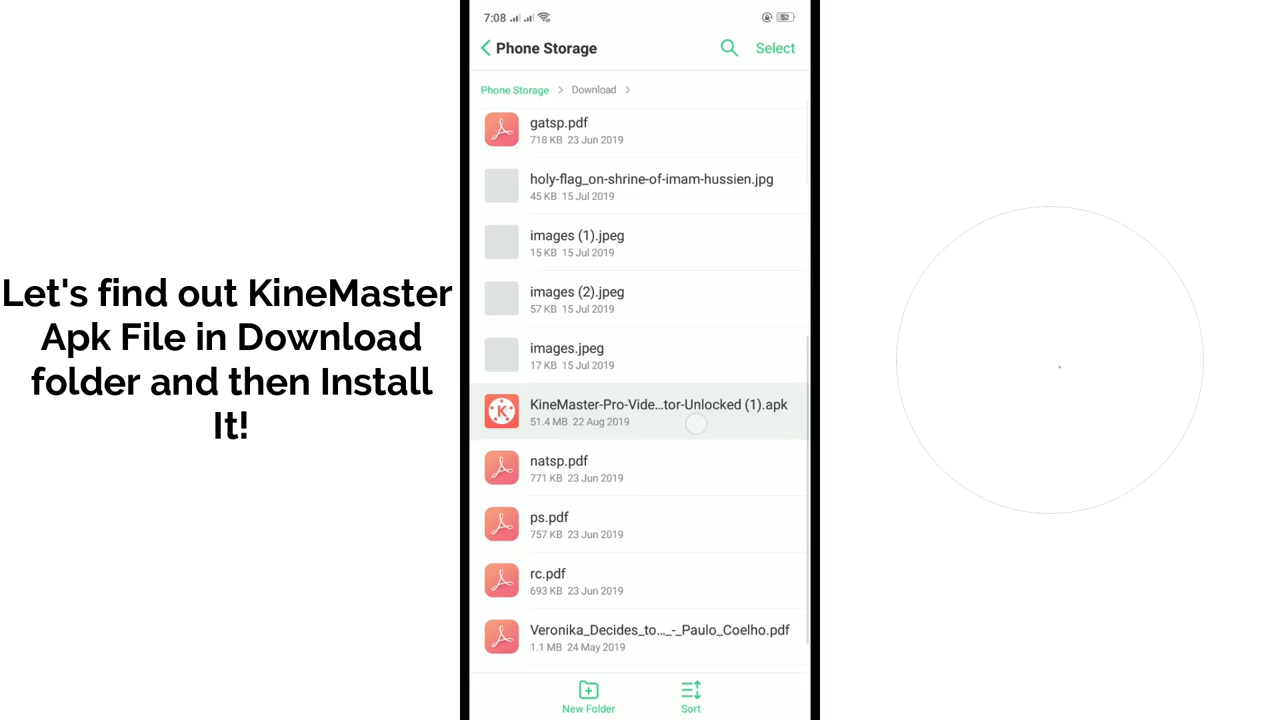 Let's find out KineMaster
Apk File in Download
folder and then Install
It!
7:08
52
Phone Storage
Select
Phone Storage > Download >
gatsp.pdf
718 KB 23 Jun 2019
holy-flag_on-shrine-of-imam-hussien.jpg
45 KB 15 Jul 2019
images (1).jpeg
15 KB 15 Jul 2019
images (2).jpeg
57 KB 15 Jul 2019
images.jpeg
17 KB 15 Jul 2019
K
KineMaster-Pro-Vide...tor-Unlocked (1).apk
51.4 MB 22 Aug 2019
natsp.pdf
771 KB 23 Jun 2019
ps.pdf
757 KB 23 Jun 2019
rc.pdf
693 KB 23 Jun 2019
Veronika_Decides_to..._-_Paulo_Coelho.pdf
1.1 MB 24 May 2019
New Folder
Sort